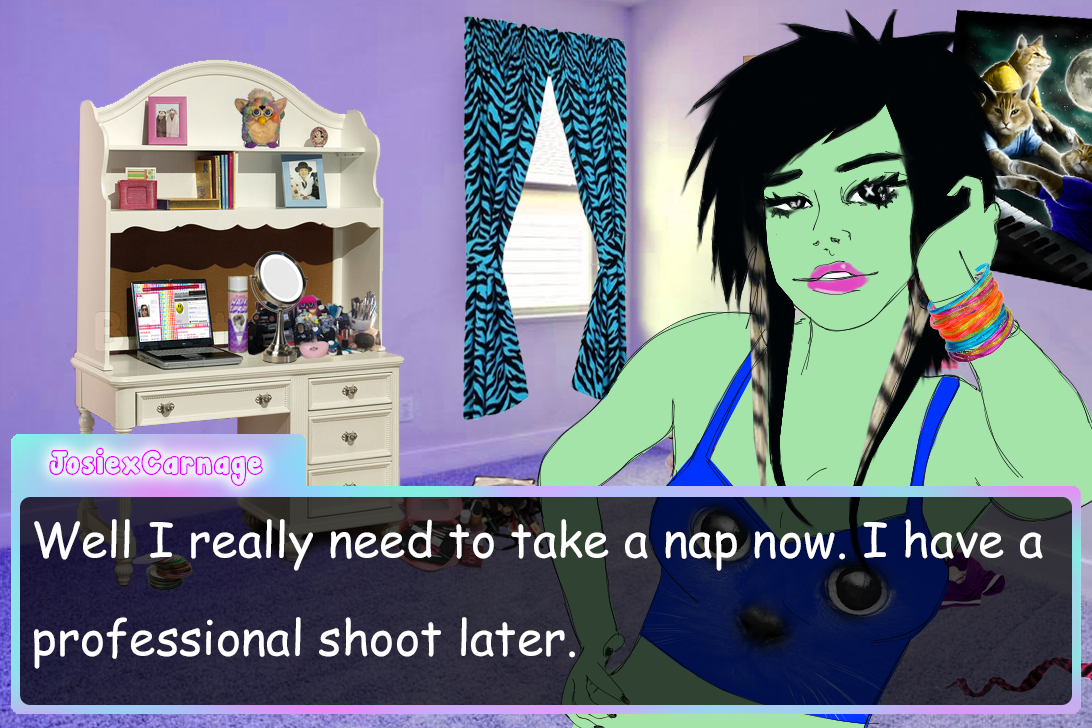 JosiexCarnage
Well I really need to take a nap now. I have a
professional shoot later.